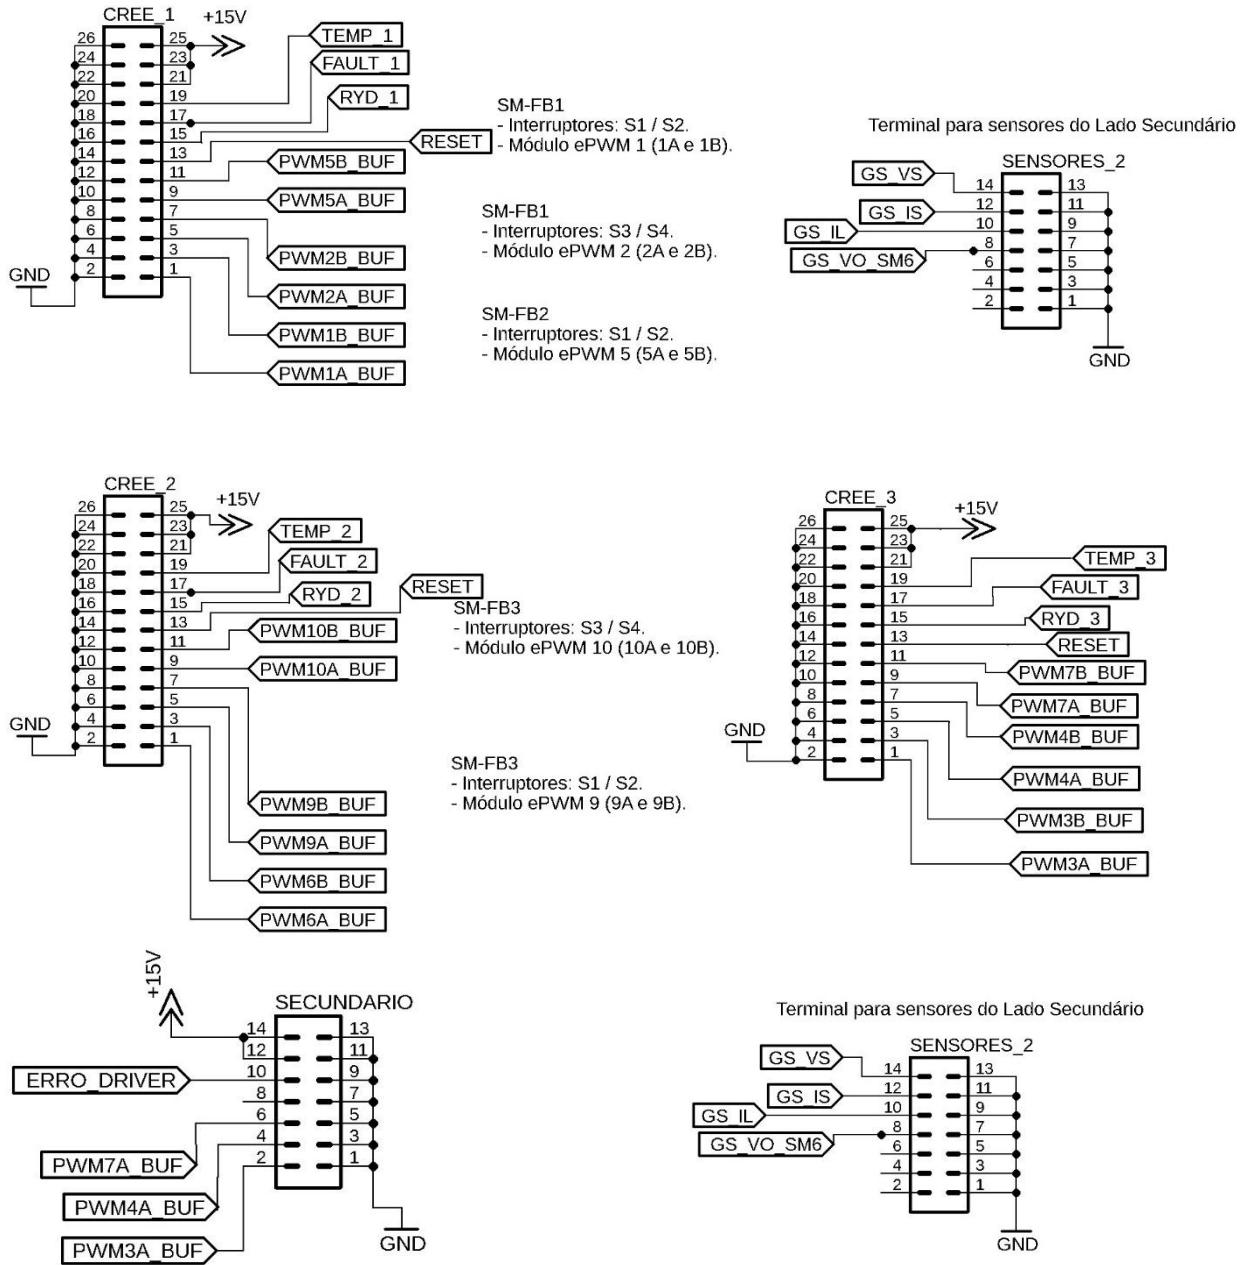 CREE_1
+15V
26 25
24 23
22 21
20 19
18 17
16 15
14 13
12 11
10 9
8 7
6 5
4 3
2 1
GND
TEMP_1
FAULT_1
RYD_1
RESET
PWM5B_BUF
PWM5A_BUF
PWM2B_BUF
PWM2A_BUF
PWM1B_BUF
PWM1A_BUF
SM-FB1
- Interruptores: S1 / S2.
- Módulo ePWM 1 (1A e 1B).
SM-FB1
- Interruptores: S3 / S4.
- Módulo ePWM 2 (2A e 2B).
SM-FB2
- Interruptores: S1 / S2.
- Módulo ePWM 5 (5A e 5B).
Terminal para sensores do Lado Secundário
SENSORES_2
GS_VS
GS_IS
GS_IL
GS_VO_SM6
14 13
12 11
10 9
8 7
6 5
4 3
2 1
GND
CREE_2
+15V
26 25
24 23
22 21
20 19
18 17
16 15
14 13
12 11
10 9
8 7
6 5
4 3
2 1
GND
TEMP_2
FAULT_2
RYD_2
RESET
PWM10B_BUF
PWM10A_BUF
PWM9B_BUF
PWM9A_BUF
PWM6B_BUF
PWM6A_BUF
SM-FB3
- Interruptores: S3 / S4.
- Módulo ePWM 10 (10A e 10B).
SM-FB3
- Interruptores: S1 / S2.
- Módulo ePWM 9 (9A e 9B).
CREE_3
+15V
26 25
24 23
22 21
20 19
18 17
16 15
14 13
12 11
10 9
8 7
6 5
4 3
2 1
GND
TEMP_3
FAULT_3
RYD_3
RESET
PWM7B_BUF
PWM7A_BUF
PWM4B_BUF
PWM4A_BUF
PWM3B_BUF
PWM3A_BUF
+15V
SECUNDARIO
14 13
12 11
10 9
8 7
6 5
4 3
2 1
ERRO_DRIVER
PWM7A_BUF
PWM4A_BUF
PWM3A_BUF
GND
Terminal para sensores do Lado Secundário
SENSORES_2
GS_VS
GS_IS
GS_IL
GS_VO_SM6
14 13
12 11
10 9
8 7
6 5
4 3
2 1
GND